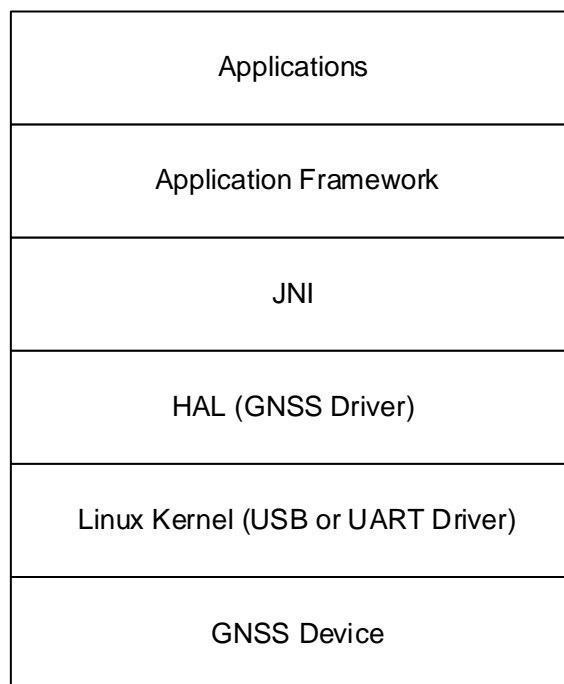 Applications
Application Framework
JNI
HAL (GNSS Driver)
Linux Kernel (USB or UART Driver)
GNSS Device